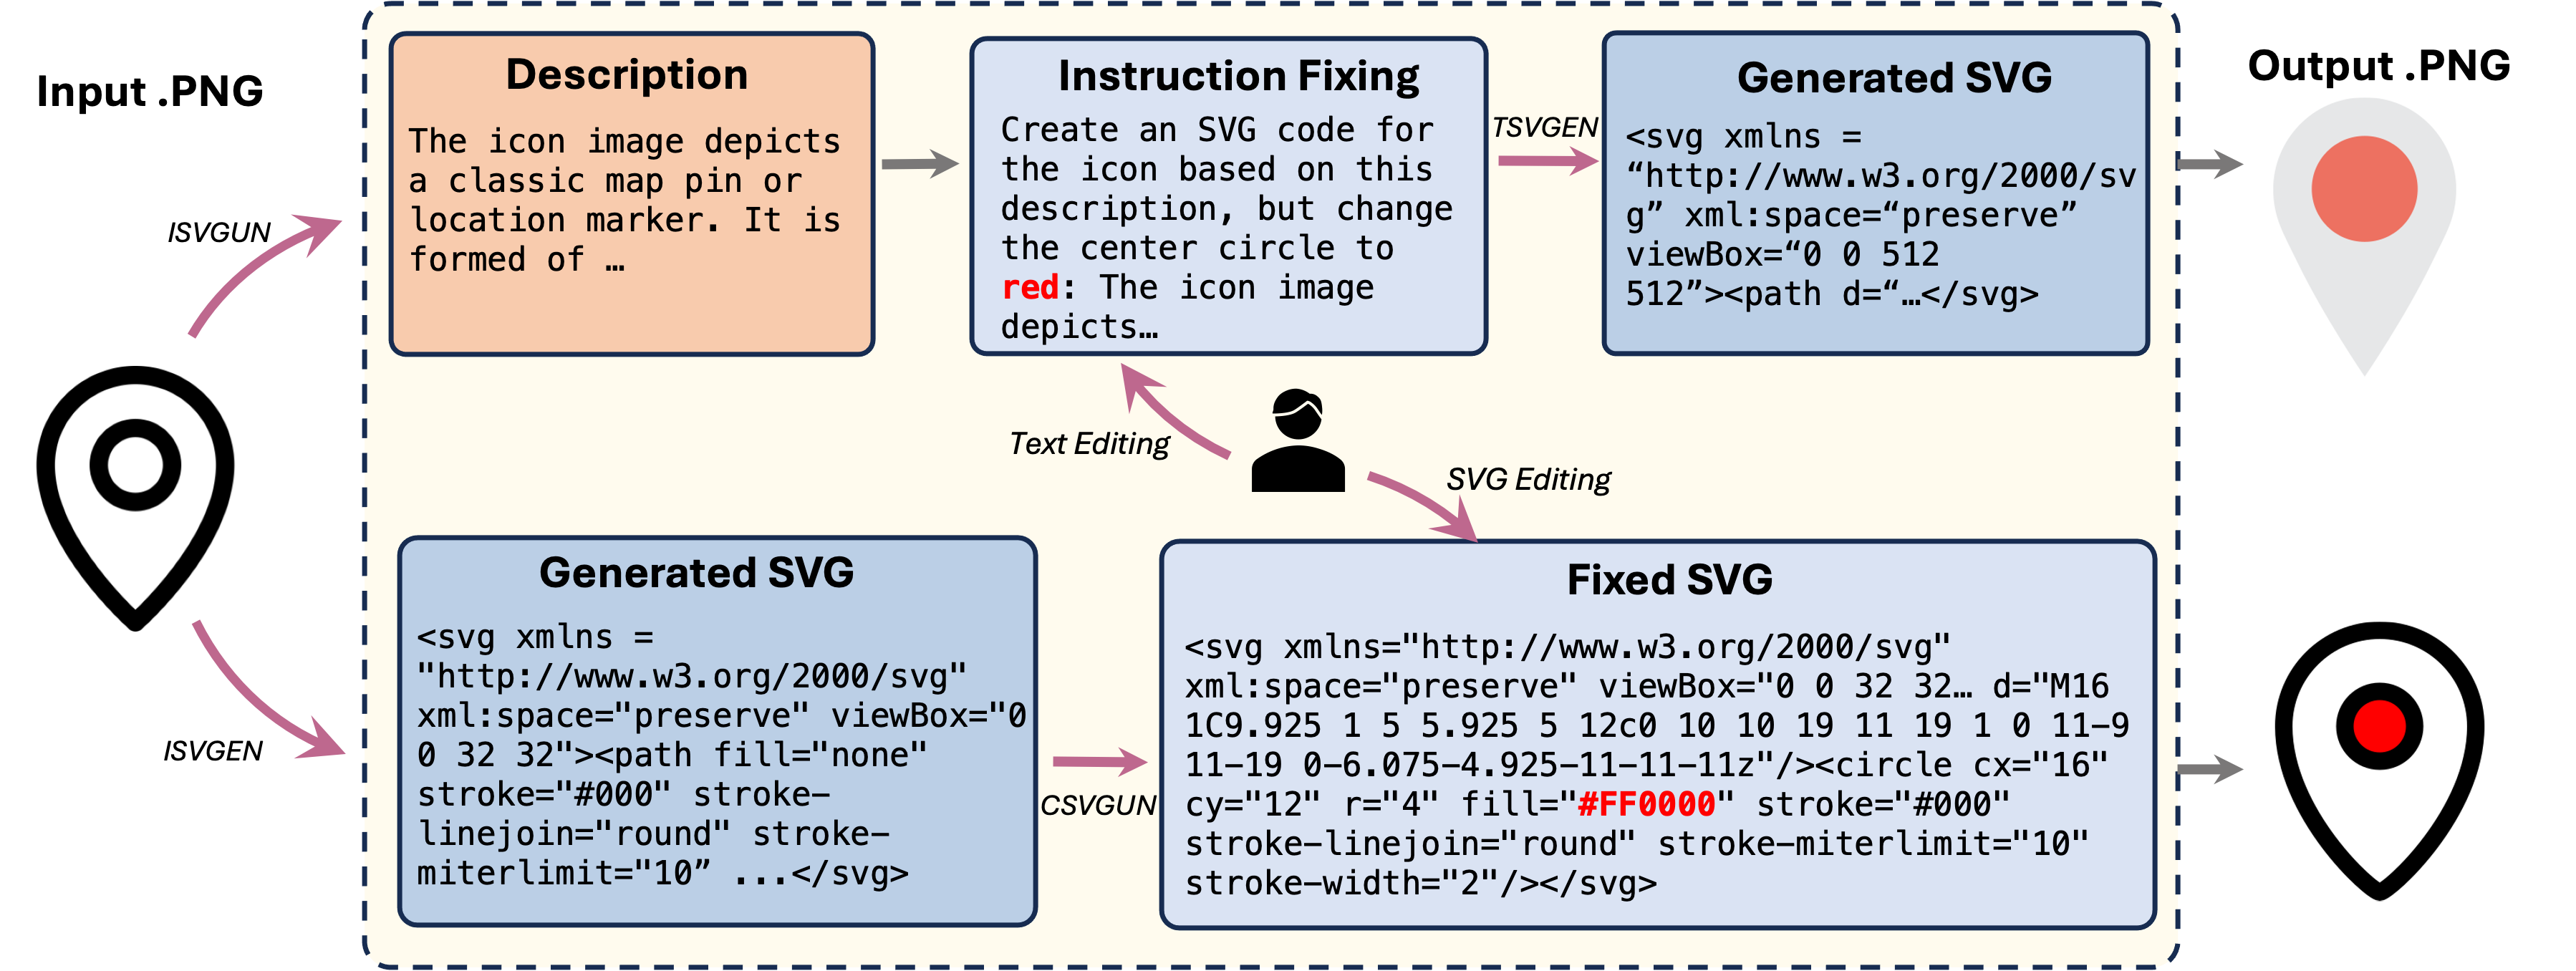 Input .PNG
ISVGUN
ISVGEN
Description
The icon image depicts
a classic map pin or
location marker. It is
formed of …
Instruction Fixing
Create an SVG code for
the icon based on this
description, but change
the center circle to
red: The icon image
depicts…
TSVGEN
Generated SVG
<svg xmlns =
“http://www.w3.org/2000/sv
g” xml:space=“preserve”
viewBox=“0 0 512
512”><path d=“…</svg>
Output .PNG
Text Editing
SVG Editing
Generated SVG
<svg xmlns =
"http://www.w3.org/2000/svg"
xml:space="preserve" viewBox="0
0 32 32"><path fill="none"
stroke="#000" stroke-
linejoin="round" stroke-
miterlimit="10” ...</svg>
CSVGUN
Fixed SVG
<svg xmlns="http://www.w3.org/2000/svg"
xml:space="preserve" viewBox="0 0 32 32… d="M16
1C9.925 1 5 5.925 5 12c0 10 10 19 11 19 1 0 11-9
11-19 0-6.075-4.925-11-11-11z"/><circle cx="16"
cy="12" r="4" fill="#FF0000" stroke="#000"
stroke-linejoin="round" stroke-miterlimit="10"
stroke-width="2"/></svg>